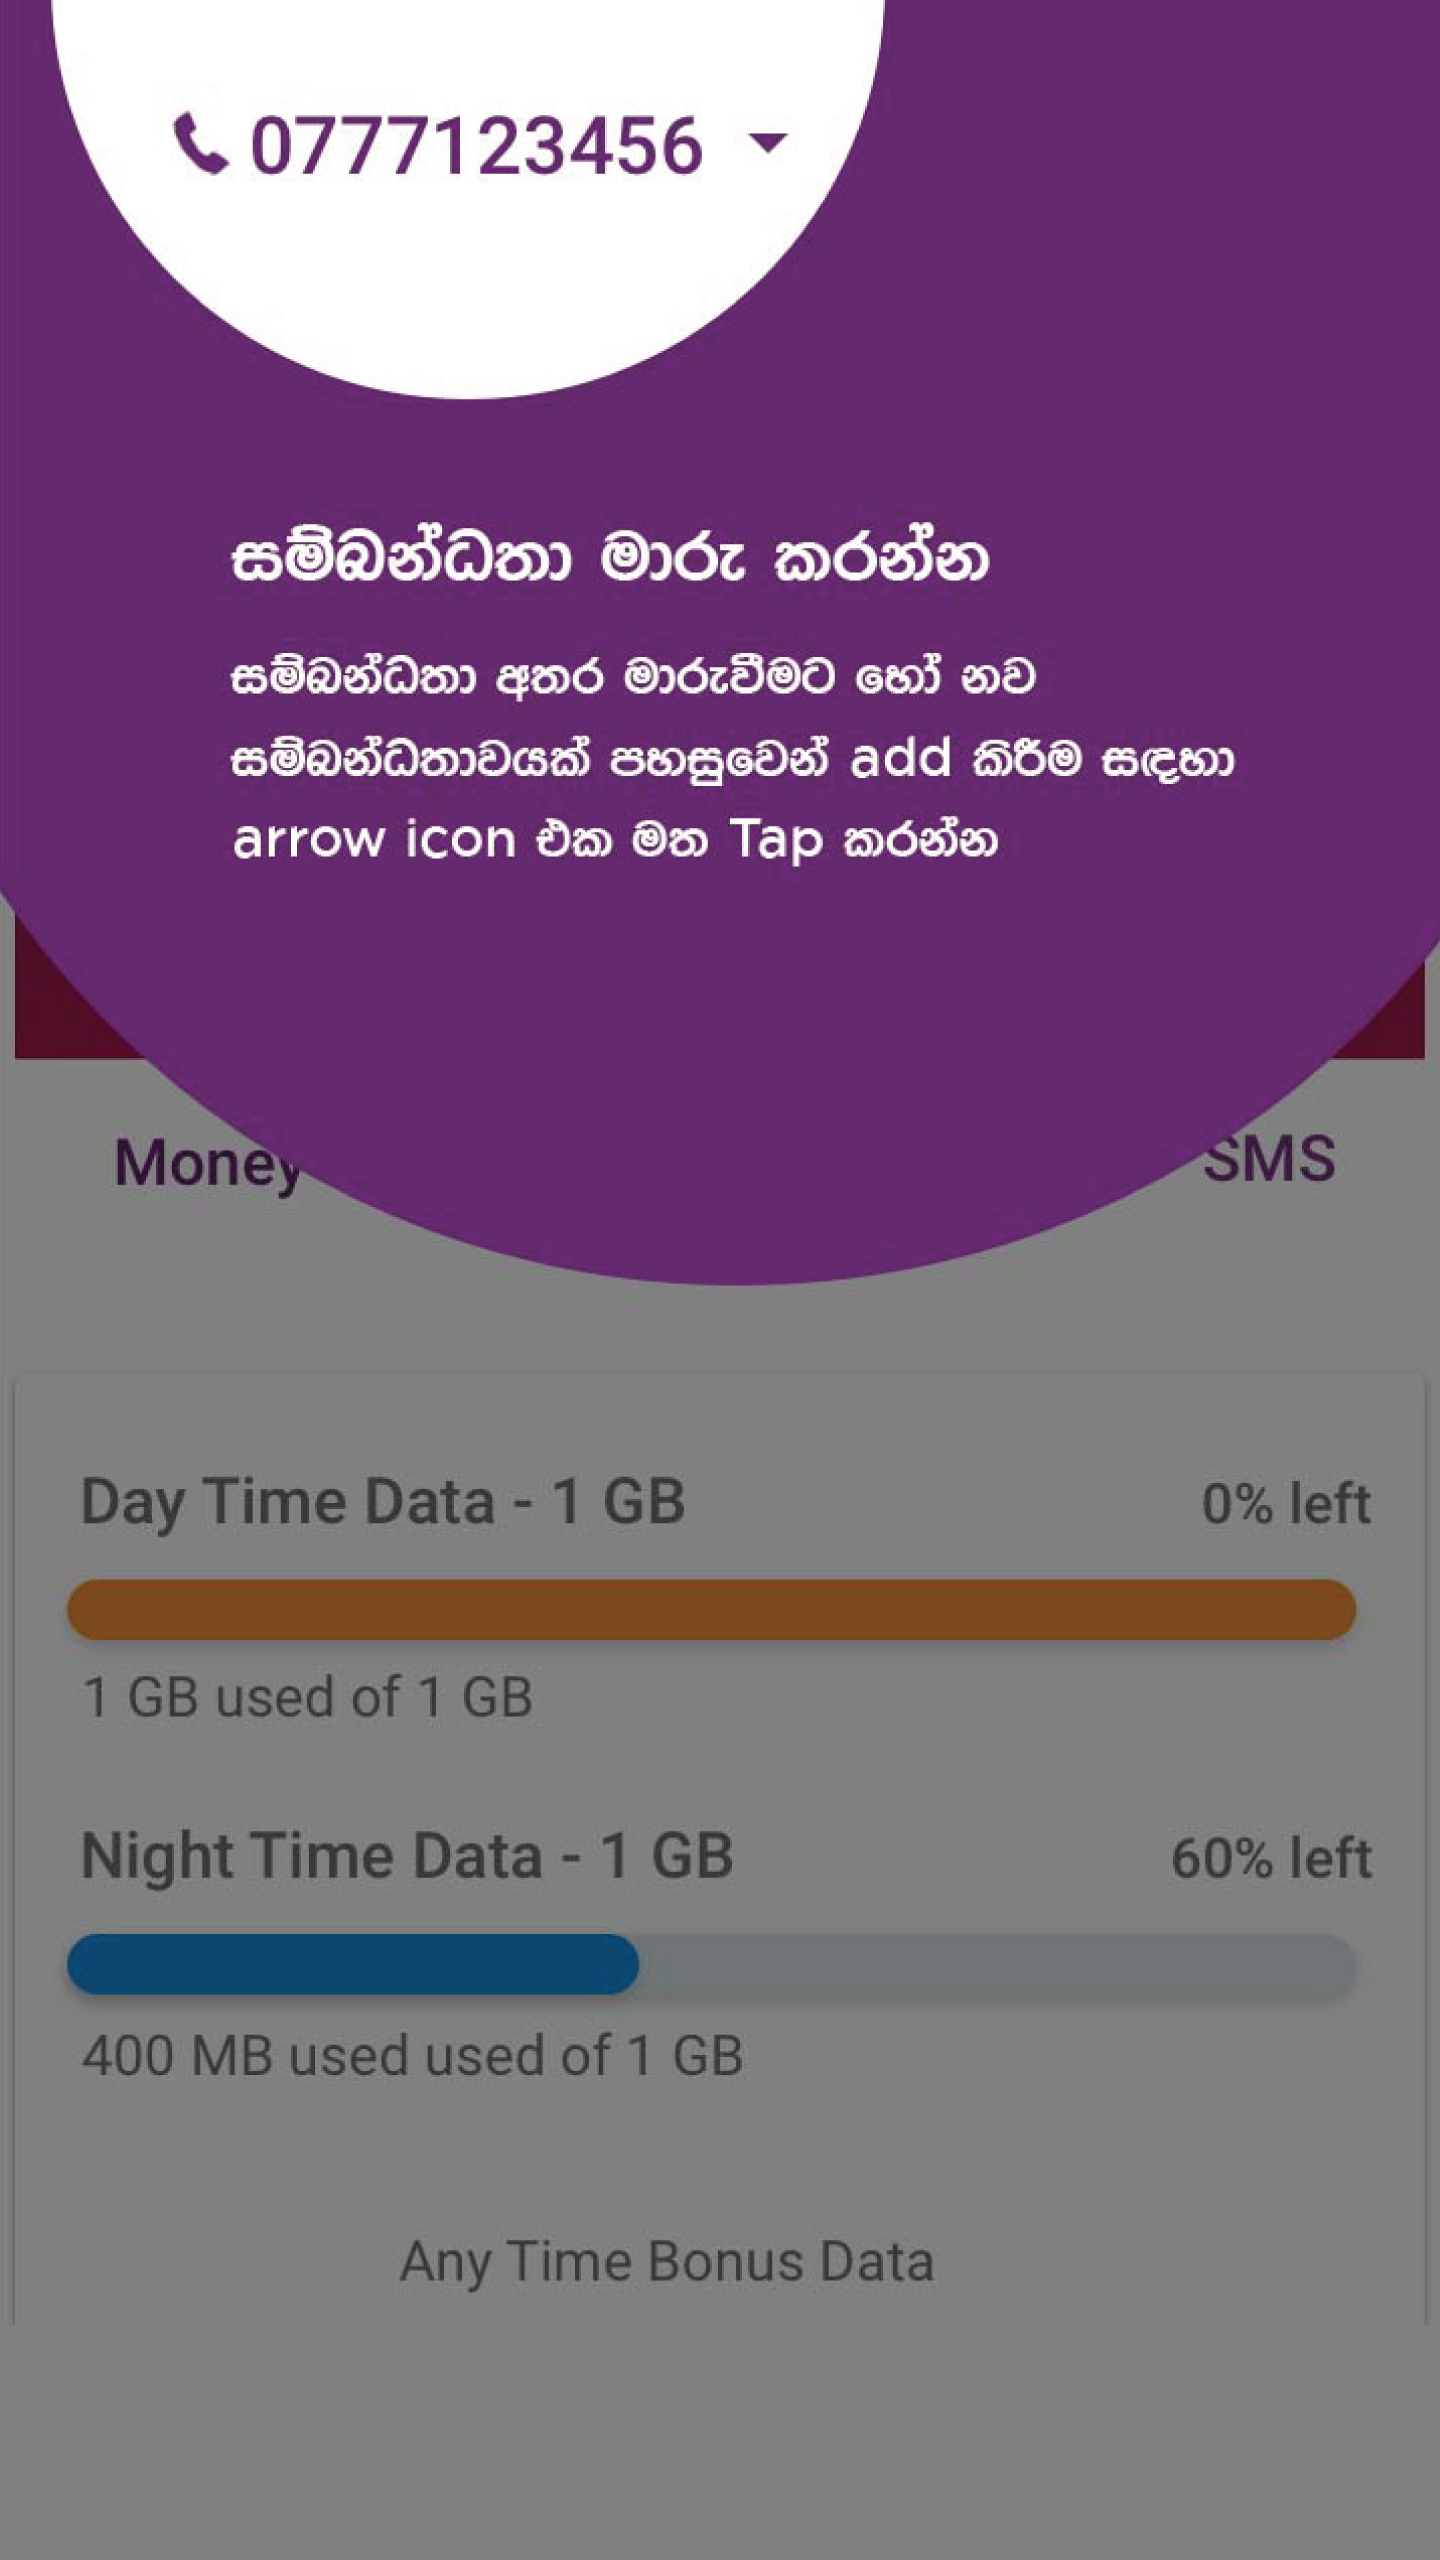 0777123456
සම්බන්ධතා මාරු කරන්න
සම්බන්ධතා අතර මාරුවීමට හෝ නව
සම්බන්ධතාවයක් පහසුවෙන් add කිරීම සඳහා
arrow icon එක මත Tap කරන්න
Money
SMS
Day Time Data - 1 GB
0% left
1 GB used of 1 GB
Night Time Data - 1 GB
60% left
400 MB used used of 1 GB
Any Time Bonus Data